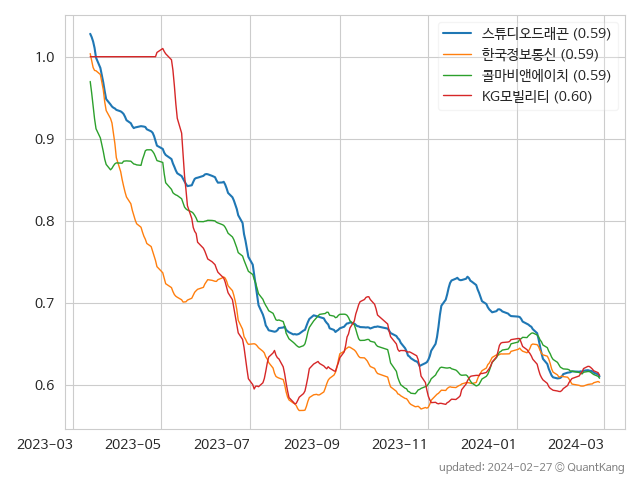 스튜디오드래곤 (0.59)
한국정보통신 (0.59)
콜마비앤에이치 (0.59)
KG모빌리티 (0.60)
1.0
0.9
0.8
0.7
0.6
2023-03 2023-05 2023-07 2023-09 2023-11 2024-01 2024-03
updated: 2024-02-27 © QuantKang